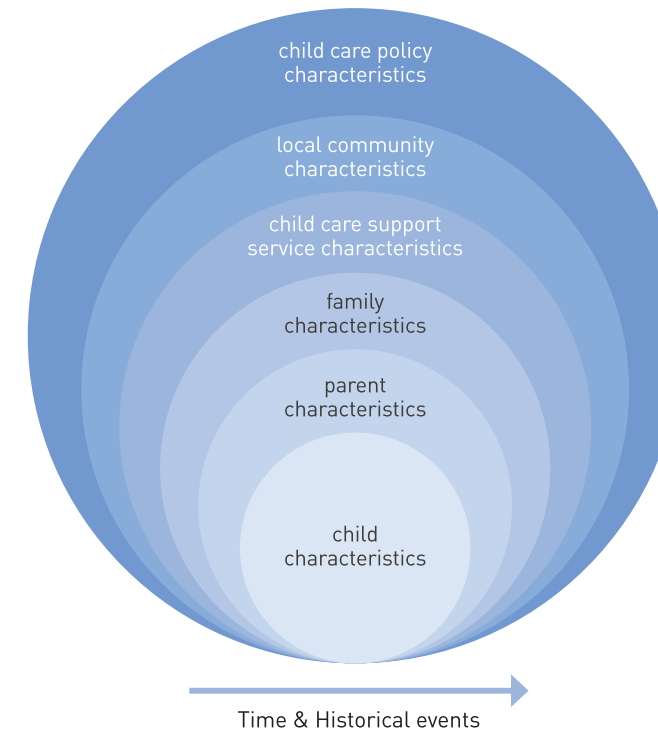 child care policy
characteristics
local community
characteristics
child care support
service characteristics
family
characteristics
parent
characteristics
child
characteristics
Time & Historical events